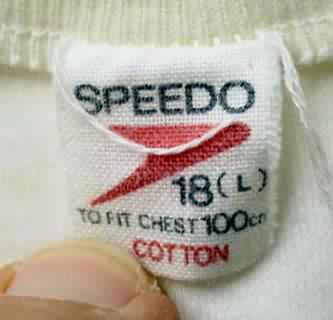 SPEEDO
18(L)
TO FIT CHEST 100cm
COTTON